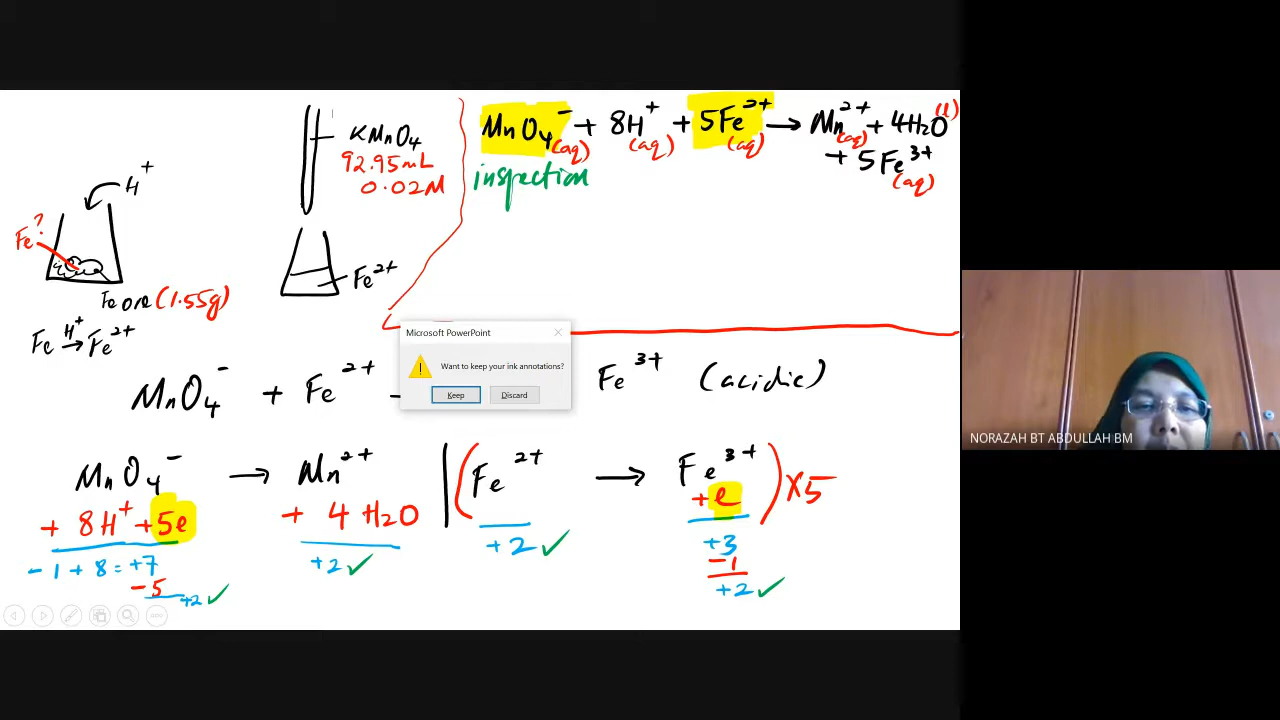 MnO4⁻ + 8H⁺ + 5Fe²⁺ → Mn²⁺ + 4H2O (l)
(aq) (aq) (aq) (aq)
+ 5Fe³⁺
(aq)
inspection
KMnO4
92.95mL
0.02M
H⁺
Fe?
Fe ore (1.55g)
Fe²⁺
Fe H⁺→ Fe²⁺
Microsoft PowerPoint
Want to keep your ink annotations?
Keep Discard
MnO4⁻ + Fe²⁺ Fe³⁺ (acidic)
MnO4⁻ → Mn²⁺ | (Fe²⁺ → Fe³⁺
+ 8H⁺ + 5e + 4 H2O + e ) x5
-1 + 8 = +7 +2 ✓ +2 ✓ +3
-5 -1
+2 ✓ +2 ✓
NORAZAH BT ABDULLAH BM